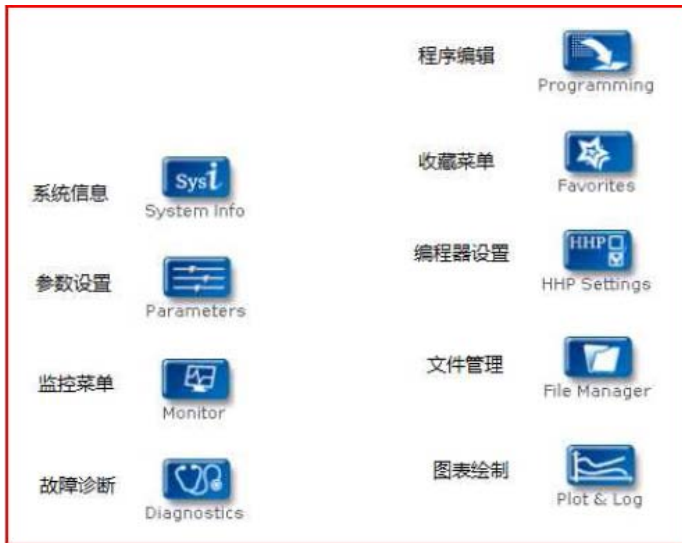 系统信息
Sysi
System Info
参数设置
Parameters
监控菜单
Monitor
故障诊断
Diagnostics
程序编辑
Programming
收藏菜单
Favorites
编程器设置
HHP
HHP Settings
文件管理
File Manager
图表绘制
Plot & Log